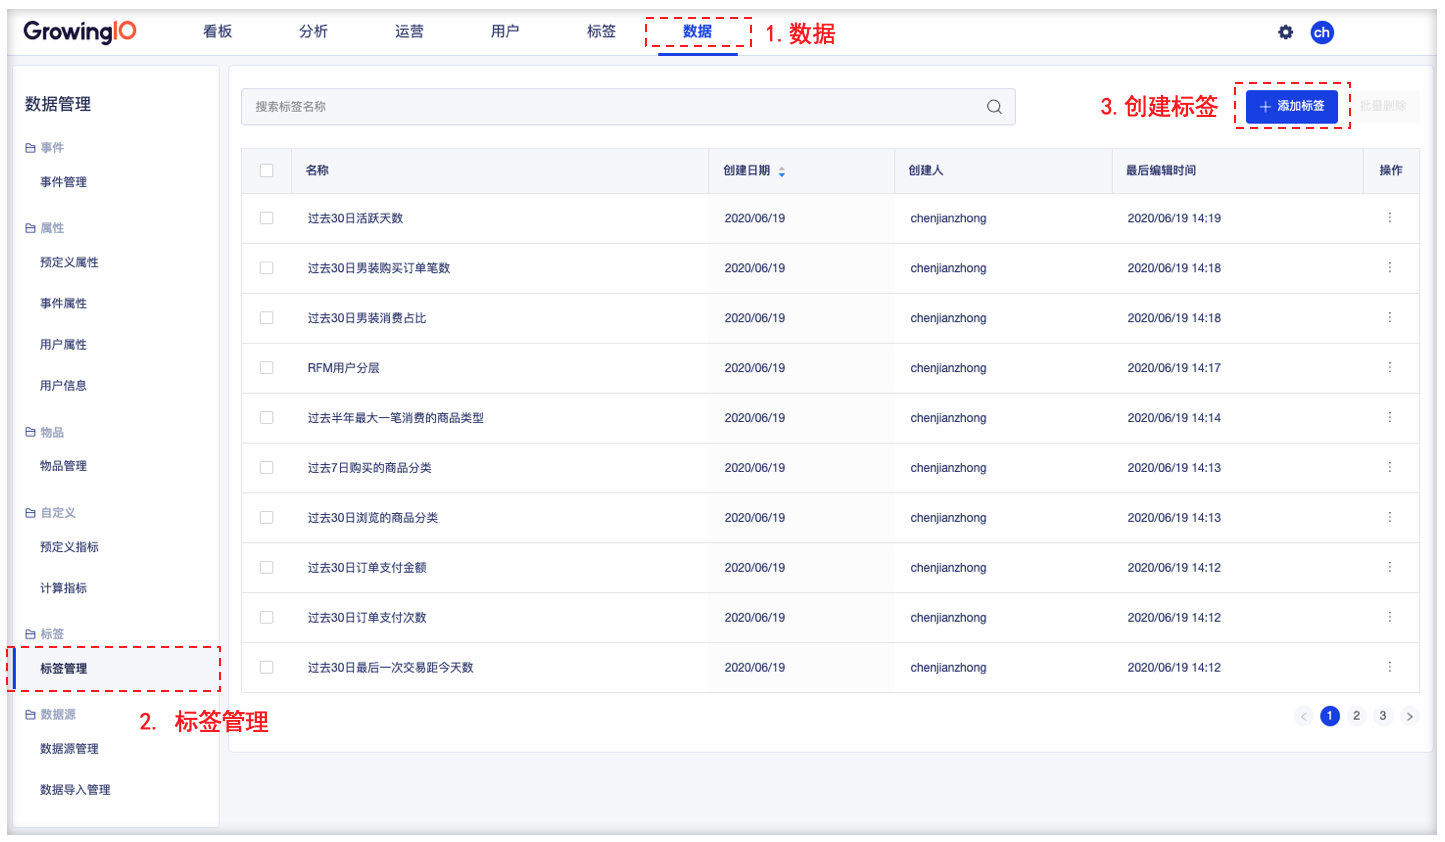 GrowingIO 看板 分析 运营 用户 标签 数据 1. 数据 ch
数据管理
事件
事件管理
属性
预定义属性
事件属性
用户属性
用户信息
物品
物品管理
自定义
预定义指标
计算指标
标签
标签管理
2. 标签管理
数据源
数据源管理
数据导入管理
搜索标签名称 3. 创建标签 + 添加标签 批量删除
名称 创建日期 创建人 最后编辑时间 操作
过去30日活跃天数 2020/06/19 chenjianzhong 2020/06/19 14:19
过去30日男装购买订单笔数 2020/06/19 chenjianzhong 2020/06/19 14:18
过去30日男装消费占比 2020/06/19 chenjianzhong 2020/06/19 14:18
RFM用户分层 2020/06/19 chenjianzhong 2020/06/19 14:17
过去半年最大一笔消费的商品类型 2020/06/19 chenjianzhong 2020/06/19 14:14
过去7日购买的商品分类 2020/06/19 chenjianzhong 2020/06/19 14:13
过去30日浏览的商品分类 2020/06/19 chenjianzhong 2020/06/19 14:13
过去30日订单支付金额 2020/06/19 chenjianzhong 2020/06/19 14:12
过去30日订单支付次数 2020/06/19 chenjianzhong 2020/06/19 14:12
过去30日最后一次交易距今天数 2020/06/19 chenjianzhong 2020/06/19 14:12
< 1 2 3 >